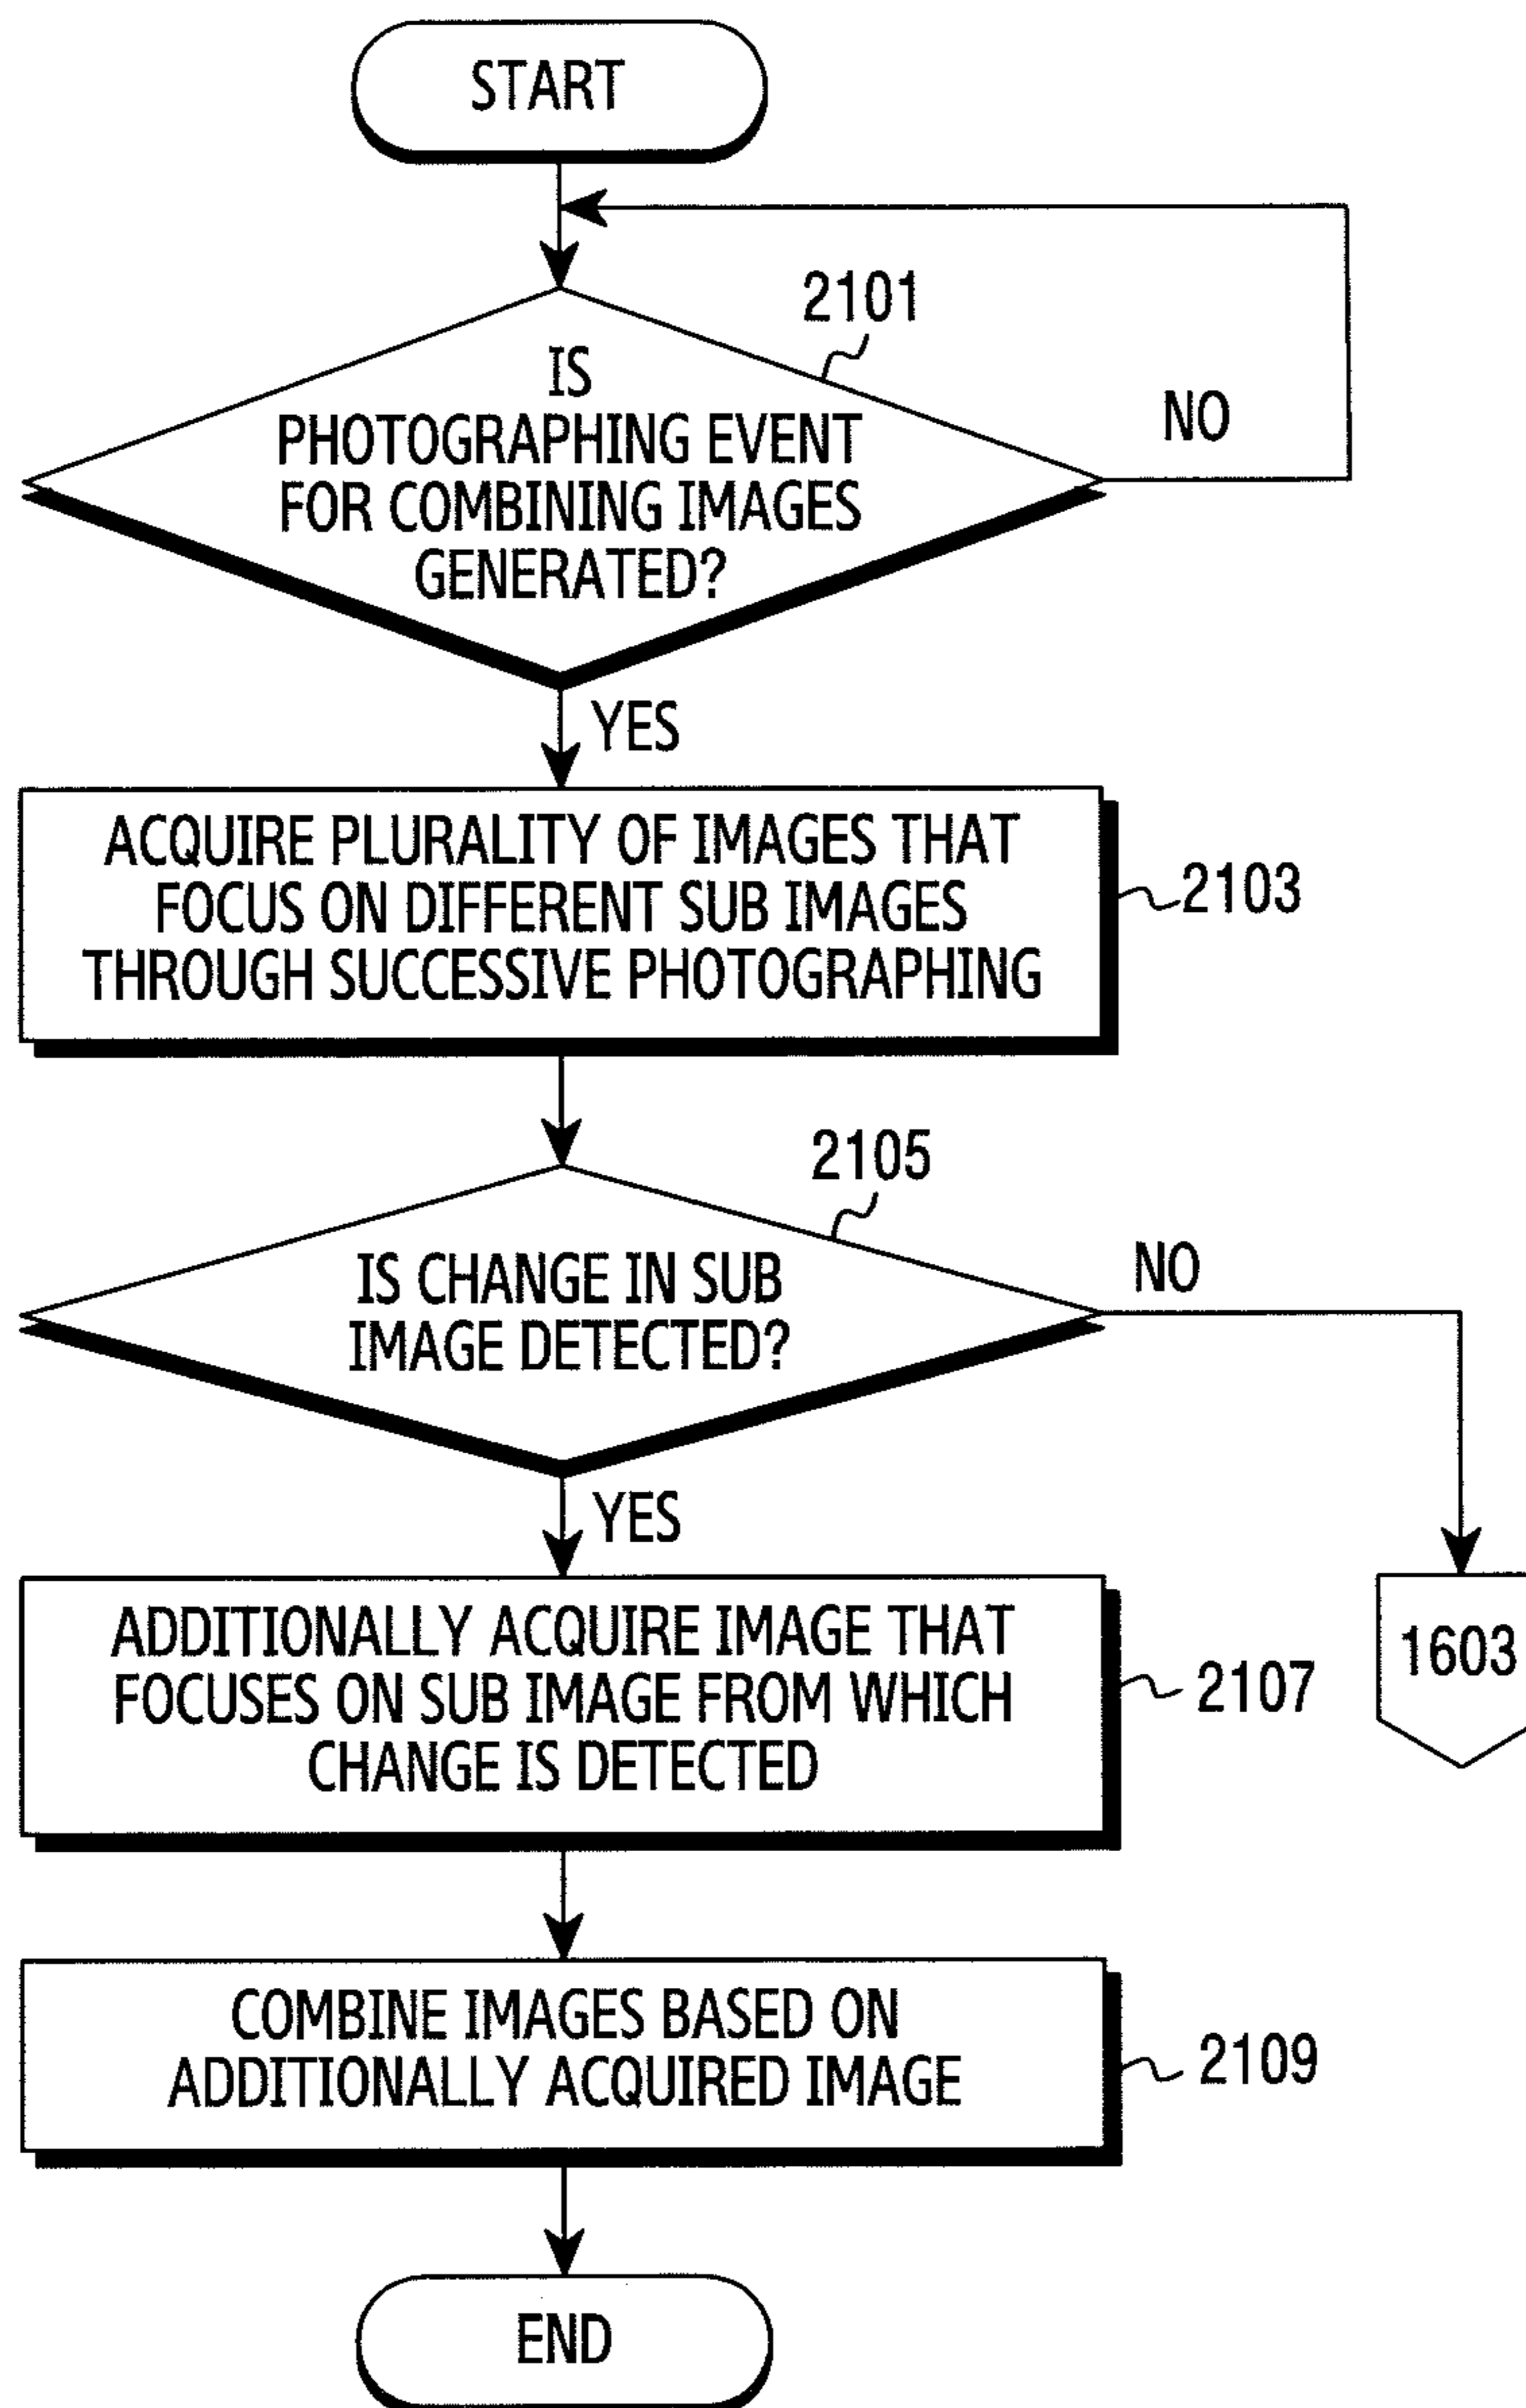 START
2101
IS
PHOTOGRAPHING EVENT
FOR COMBINING IMAGES
GENERATED?
NO
YES
ACQUIRE PLURALITY OF IMAGES THAT
FOCUS ON DIFFERENT SUB IMAGES
THROUGH SUCCESSIVE PHOTOGRAPHING
2103
2105
IS CHANGE IN SUB
IMAGE DETECTED?
NO
YES
ADDITIONALLY ACQUIRE IMAGE THAT
FOCUSES ON SUB IMAGE FROM WHICH
CHANGE IS DETECTED
2107
1603
COMBINE IMAGES BASED ON
ADDITIONALLY ACQUIRED IMAGE
2109
END